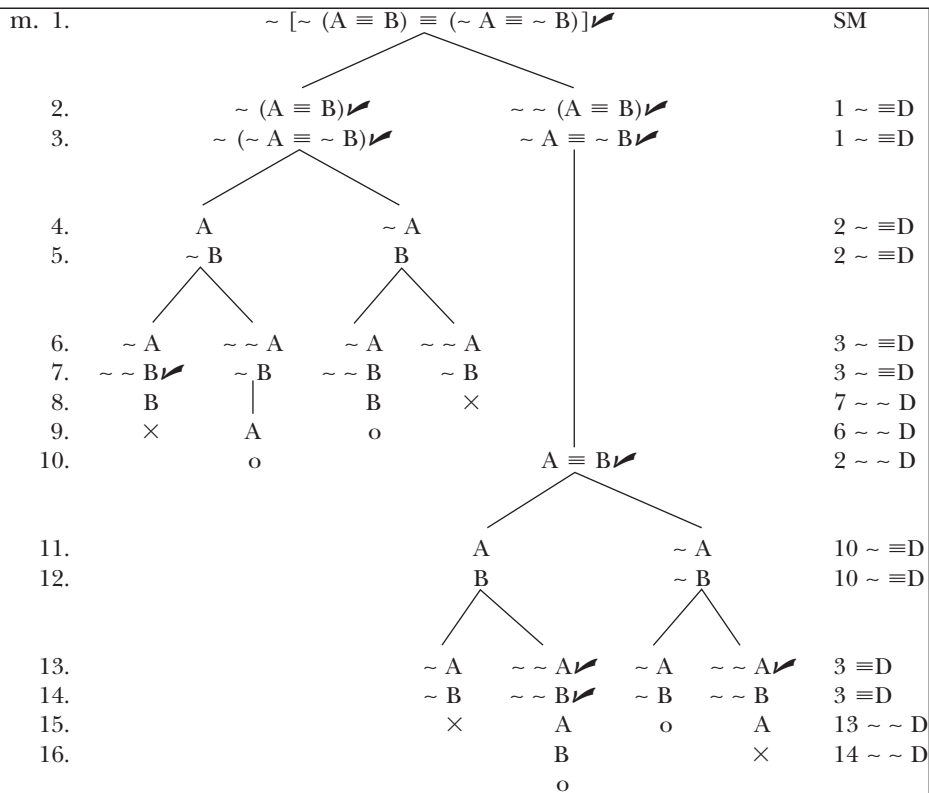 m. 1. ~ [~ (A ≡ B) ≡ (~ A ≡ ~ B)]✔ SM
2. ~ (A ≡ B)✔ ~ ~ (A ≡ B)✔ 1 ~ ≡D
3. ~ (~ A ≡ ~ B)✔ ~ A ≡ ~ B✔ 1 ~ ≡D
4. A ~ A 2 ~ ≡D
5. ~ B B 2 ~ ≡D
6. ~ A ~ ~ A ~ A ~ ~ A 3 ~ ≡D
7. ~ ~ B✔ ~ B ~ ~ B ~ B 3 ~ ≡D
8. B B × 7 ~ ~ D
9. × A o 6 ~ ~ D
10. o A ≡ B✔ 2 ~ ~ D
11. A ~ A 10 ~ ≡D
12. B ~ B 10 ~ ≡D
13. ~ A ~ ~ A✔ ~ A ~ ~ A✔ 3 ≡D
14. ~ B ~ ~ B✔ ~ B ~ ~ B 3 ≡D
15. × A o A 13 ~ ~ D
16. B × 14 ~ ~ D
o